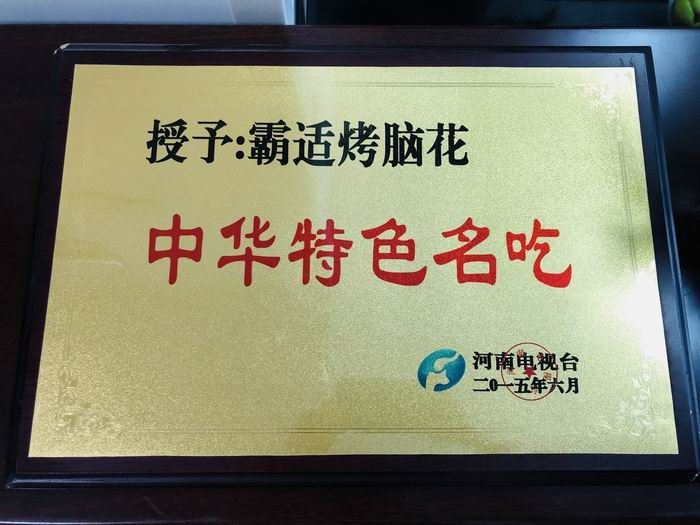 授予:霸适烤脑花
中华特色名吃
河南电视台
二0一五年六月